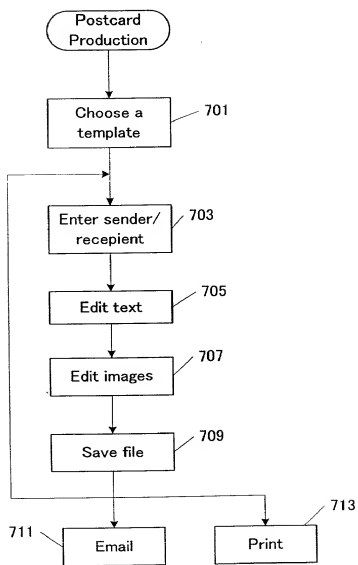 Postcard
Production
Choose a
template
701
Enter sender/
recepient
703
Edit text
705
Edit images
707
Save file
709
711
Email
Print
713